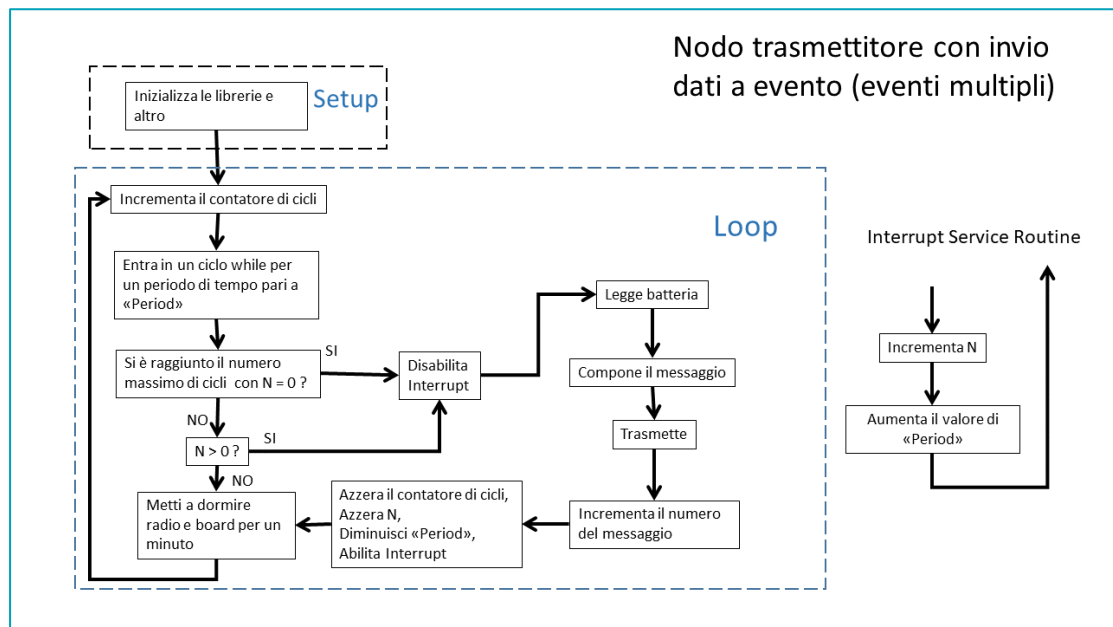 Nodo trasmettitore con invio
dati a evento (eventi multipli)
Inizializza le librerie e
altro
Setup
Incrementa il contatore di cicli
Loop
Entra in un ciclo while per
un periodo di tempo pari a
«Period»
Si è raggiunto il numero
massimo di cicli con N = 0 ?
SI
NO
N > 0 ?
SI
NO
Metti a dormire
radio e board per un
minuto
Disabilita
Interrupt
Legge batteria
Compone il messaggio
Trasmette
Incrementa il numero
del messaggio
Azzera il contatore di cicli,
Azzera N,
Diminuisci «Period»,
Abilita Interrupt
Interrupt Service Routine
Incrementa N
Aumenta il valore di
«Period»